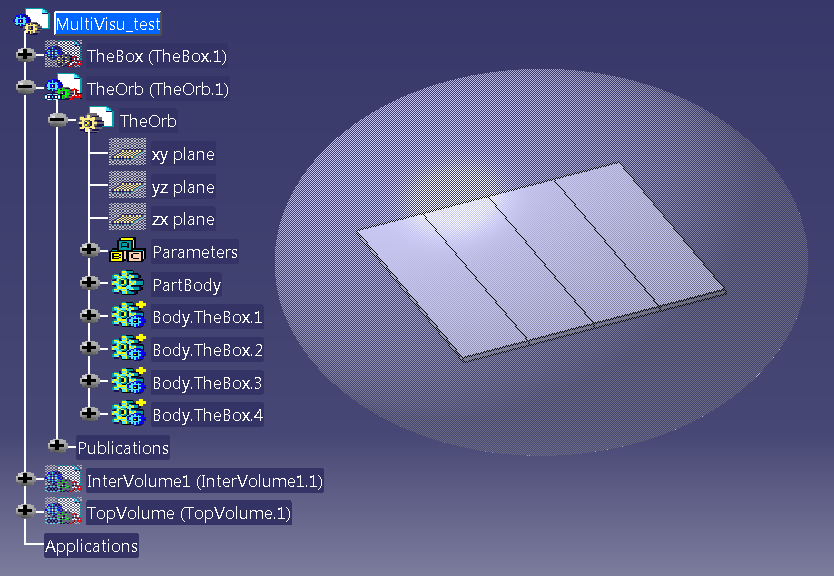 MultiVisu_test
TheBox (TheBox.1)
TheOrb (TheOrb.1)
TheOrb
xy plane
yz plane
zx plane
Parameters
PartBody
Body.TheBox.1
Body.TheBox.2
Body.TheBox.3
Body.TheBox.4
Publications
InterVolume1 (InterVolume1.1)
TopVolume (TopVolume.1)
Applications